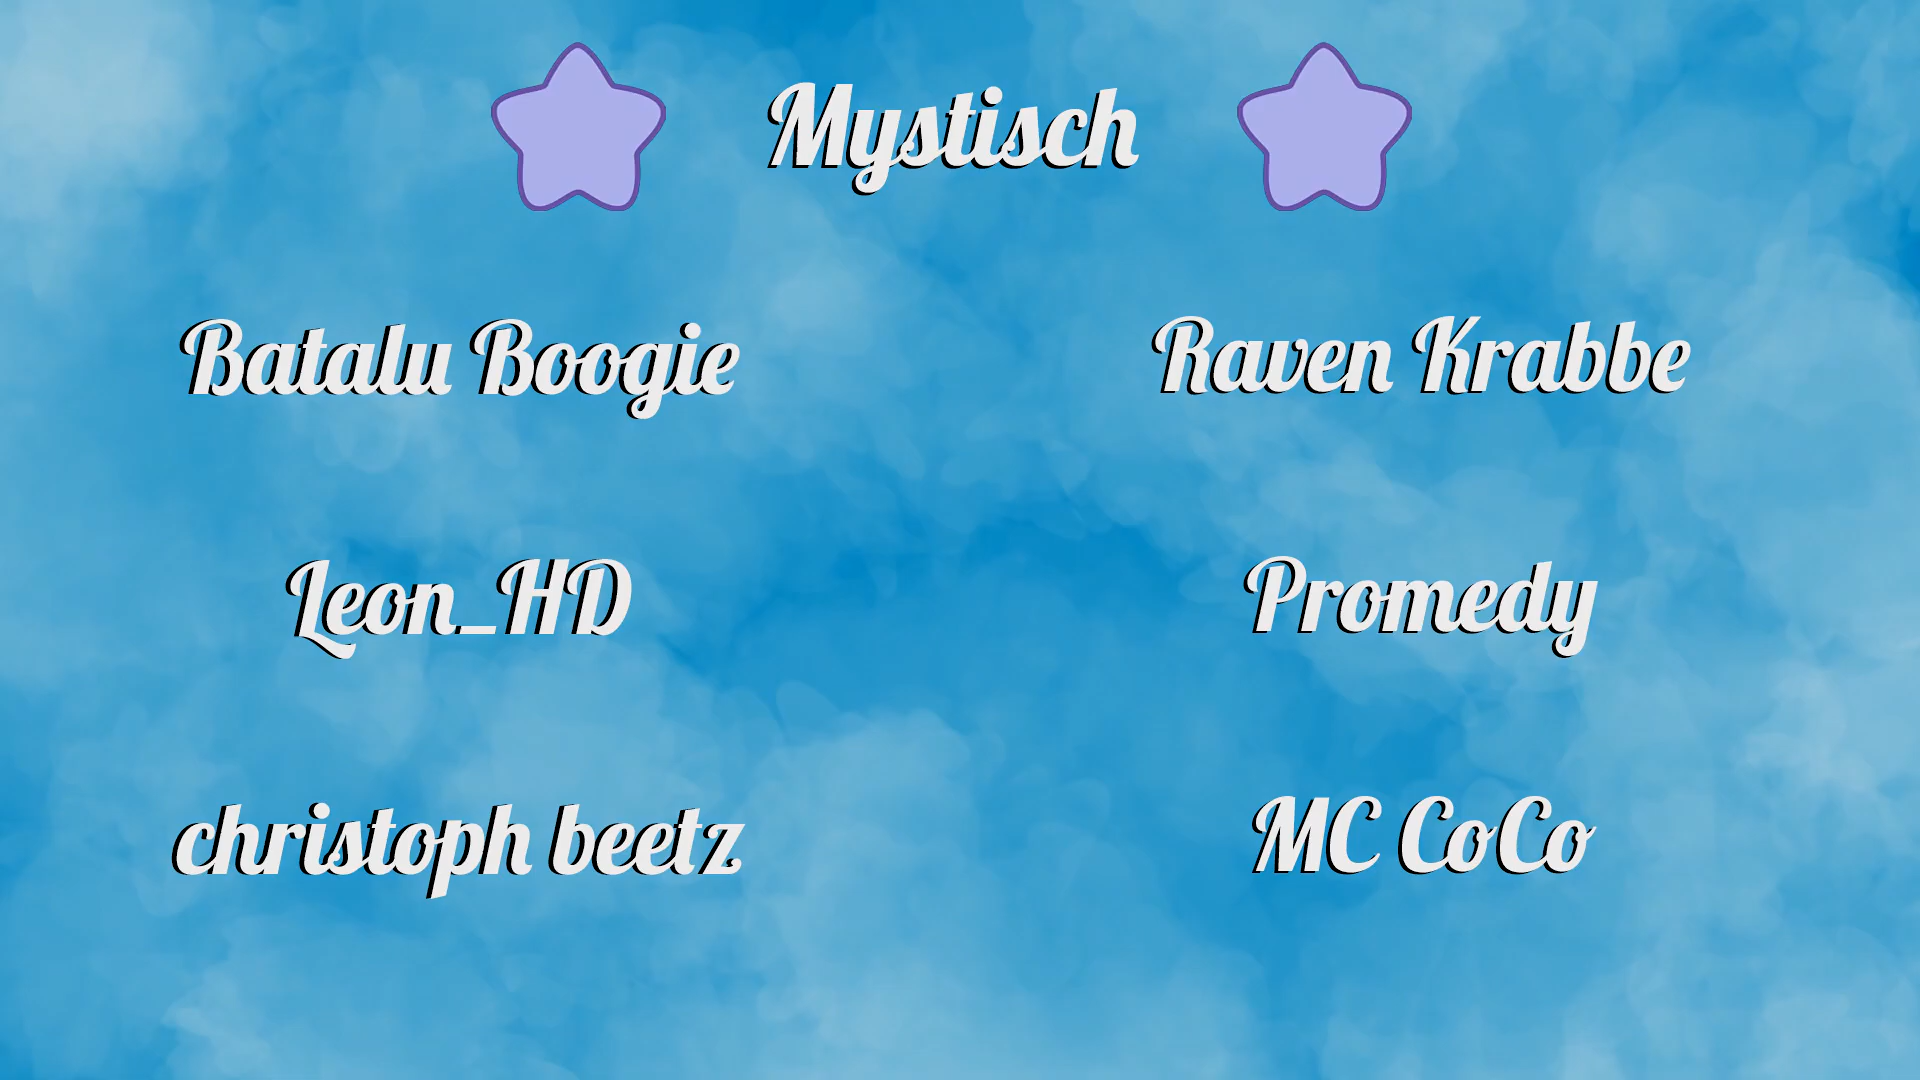 Mystisch
Batalu Boogie
Raven Krabbe
Leon_HD
Promedy
christoph beetz
MC CoCo